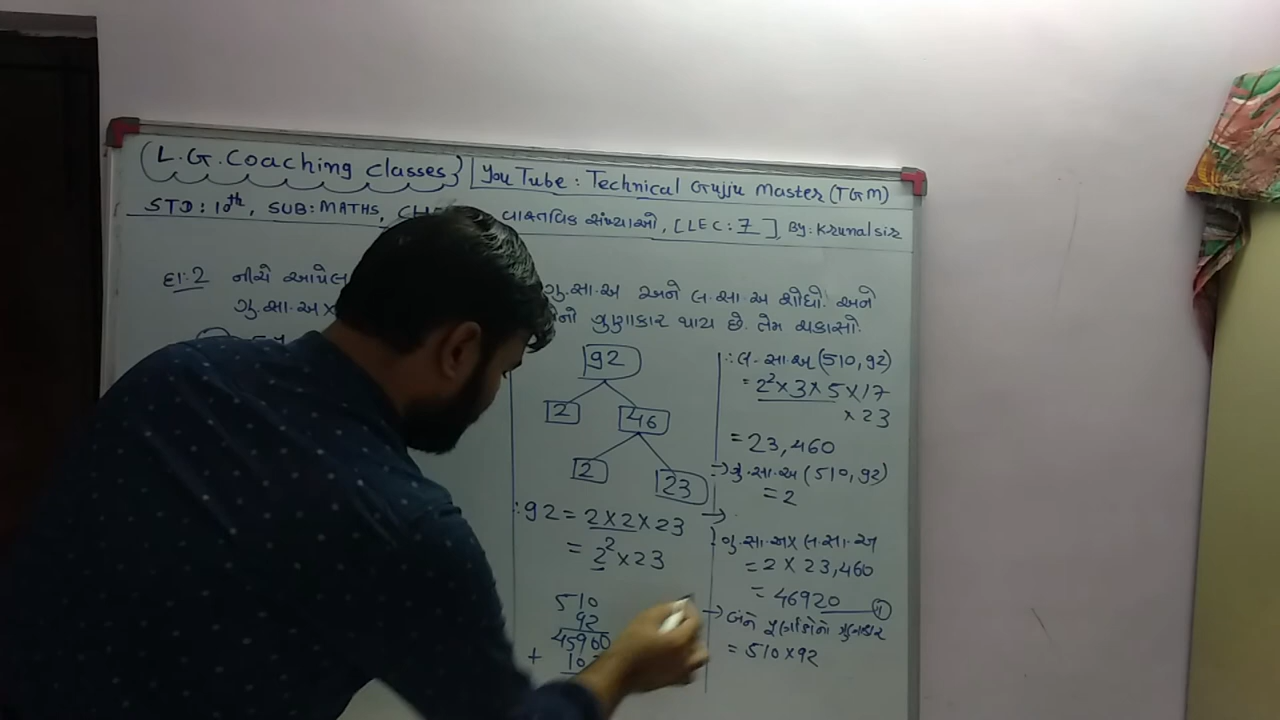 (L.G. Coaching Classes} | YouTube: Technical Gujju Master (TGM)
STD: 10th, SUB: MATHS, વાસ્તવિક સંખ્યાઓ, [LEC: 7], By: Krunal sir
દા:2 નીચે આપેલ ગુ.સા.અ અને લ.સા.અ શોધો. અને
ગુ.સા.અ × નો ગુણાકાર થાય છે. તેમ ચકાસો.
92
2 46
2 23
∴ 92 = 2 × 2 × 23
= 2² × 23
510
92
45960
+
∴ લ.સા.અ (510, 92)
= 2² × 3 × 5 × 17
× 23
= 23,460
⇒ ગુ.સા.અ (510, 92)
= 2
→
ગુ.સા.અ × લ.સા.અ
= 2 × 23,460
= 46920
→ બંને પૂર્ણાંકોનો ગુણાકાર
= 510 × 92